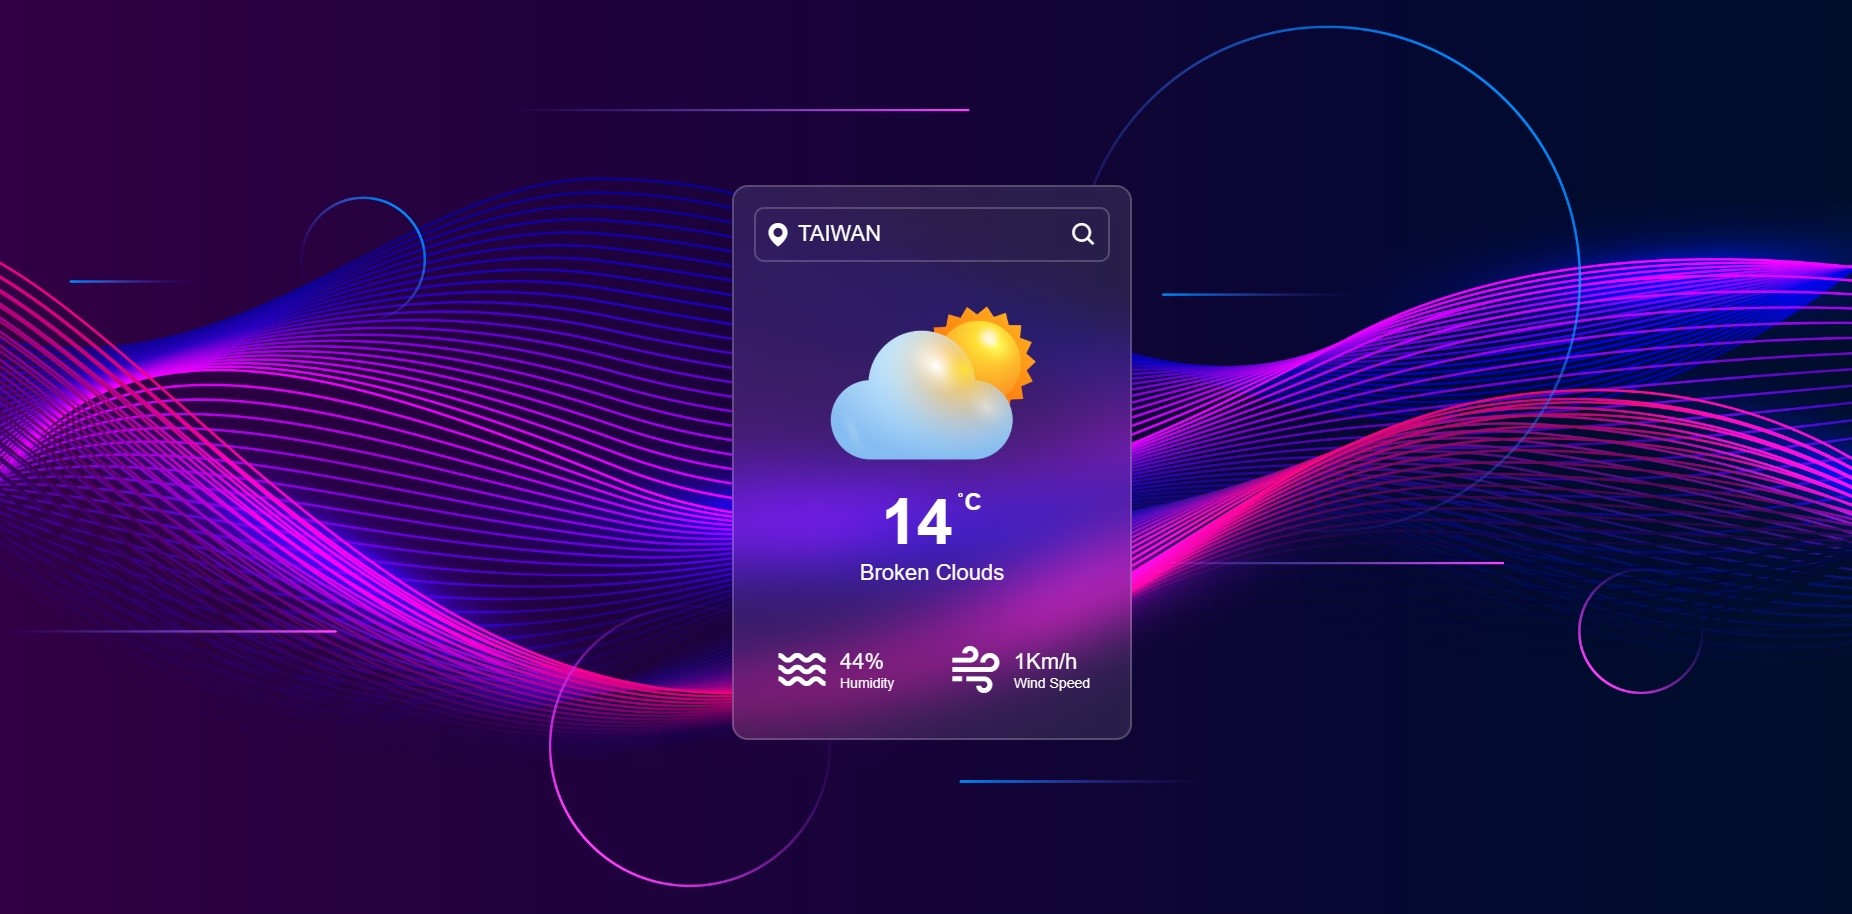 TAIWAN
14 °C
Broken Clouds
44%
Humidity
1Km/h
Wind Speed